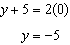 y + 5 = 2(0)
y = −5